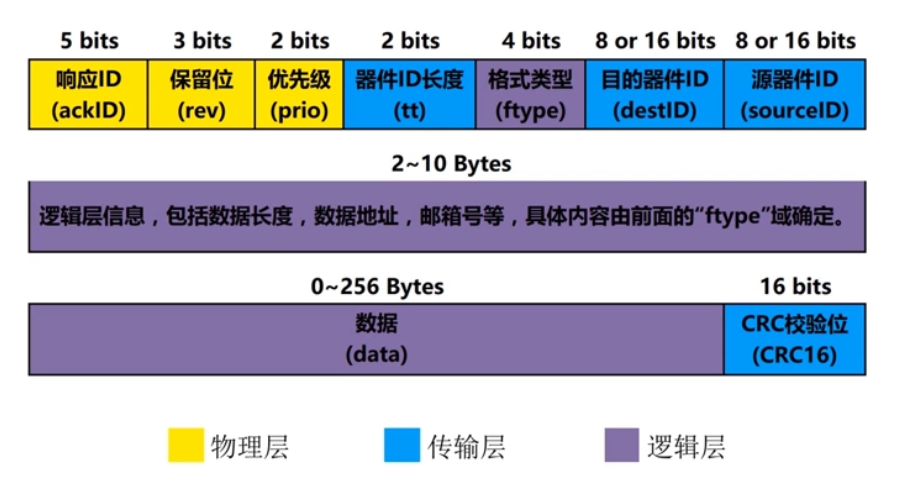 5 bits 3 bits 2 bits 2 bits 4 bits 8 or 16 bits 8 or 16 bits
响应ID 保留位 优先级 器件ID长度 格式类型 目的器件ID 源器件ID
(ackID) (rev) (prio) (tt) (ftype) (destID) (sourceID)
2~10 Bytes
逻辑层信息，包括数据长度，数据地址，邮箱号等，具体内容由前面的“ftype”域确定。
0~256 Bytes 16 bits
数据 CRC校验位
(data) (CRC16)
物理层 传输层 逻辑层